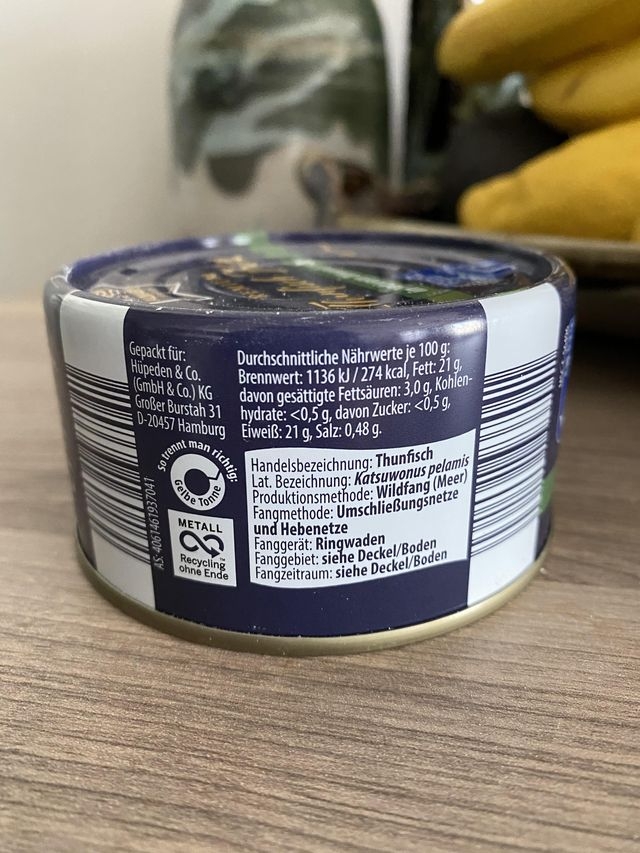 Gepackt für:
Hüpeden & Co.
(GmbH & Co.) KG
Großer Burstah 31
D-20457 Hamburg
Durchschnittliche Nährwerte je 100 g:
Brennwert: 1136 kJ / 274 kcal, Fett: 21 g,
davon gesättigte Fettsäuren: 3,0 g, Kohlen-
hydrate: <0,5 g, davon Zucker: <0,5 g,
Eiweiß: 21 g, Salz: 0,48 g.
So trennt man richtig:
Gelbe Tonne
METALL
Recycling
ohne Ende
AS: 4061461937041
Handelsbezeichnung: Thunfisch
Lat. Bezeichnung: Katsuwonus pelamis
Produktionsmethode: Wildfang (Meer)
Fangmethode: Umschließungsnetze
und Hebenetze
Fanggerät: Ringwaden
Fanggebiet: siehe Deckel/Boden
Fangzeitraum: siehe Deckel/Boden